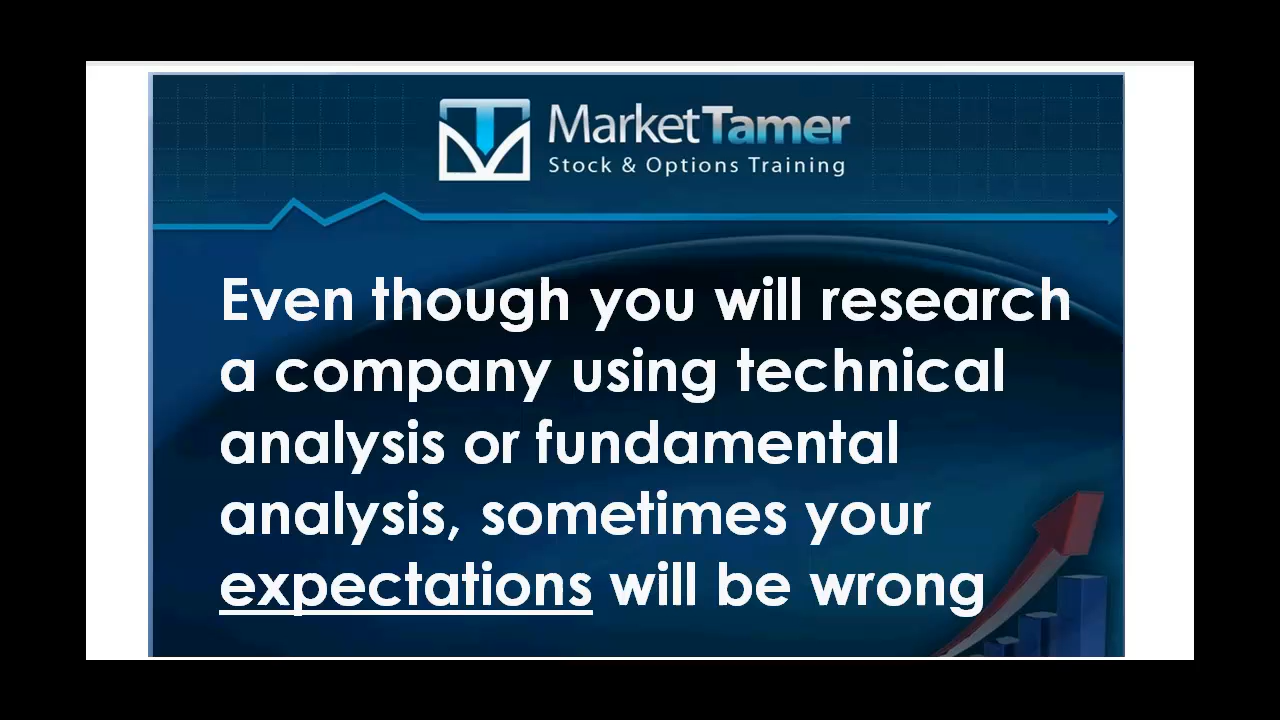 MarketTamer
Stock & Options Training
Even though you will research
a company using technical
analysis or fundamental
analysis, sometimes your
expectations will be wrong